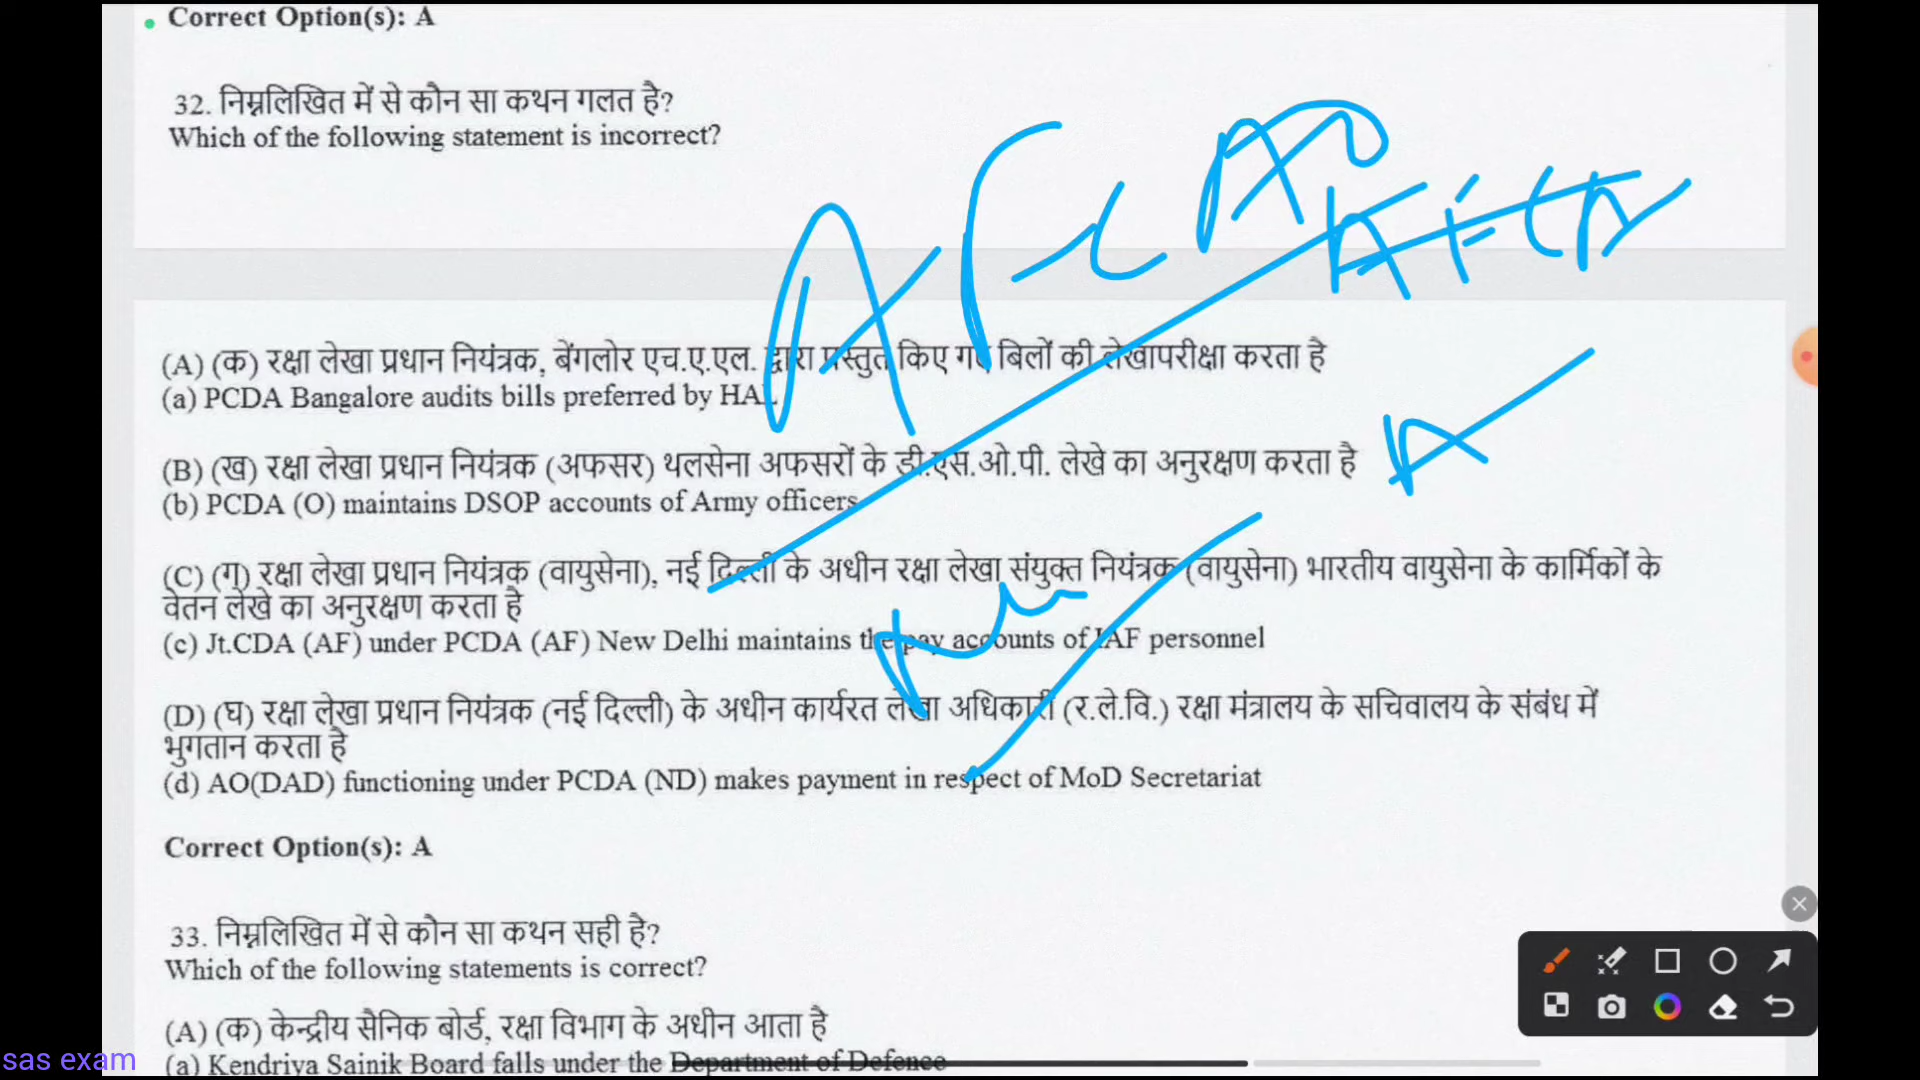 Correct Option(s): A
32. निम्नलिखित में से कौन सा कथन गलत है?
Which of the following statement is incorrect?
(A) (क) रक्षा लेखा प्रधान नियंत्रक, बेंगलोर एच.ए.एल. द्वारा प्रस्तुत किए गए बिलों की लेखापरीक्षा करता है
(a) PCDA Bangalore audits bills preferred by HAL
(B) (ख) रक्षा लेखा प्रधान नियंत्रक (अफसर) थलसेना अफसरों के डी.एस.ओ.पी. लेखे का अनुरक्षण करता है
(b) PCDA (O) maintains DSOP accounts of Army officers
(C) (ग) रक्षा लेखा प्रधान नियंत्रक (वायुसेना), नई दिल्ली के अधीन रक्षा लेखा संयुक्त नियंत्रक (वायुसेना) भारतीय वायुसेना के कार्मिकों के
वेतन लेखे का अनुरक्षण करता है
(c) Jt.CDA (AF) under PCDA (AF) New Delhi maintains the pay accounts of IAF personnel
(D) (घ) रक्षा लेखा प्रधान नियंत्रक (नई दिल्ली) के अधीन कार्यरत लेखा अधिकारी (र.ले.वि.) रक्षा मंत्रालय के सचिवालय के संबंध में
भुगतान करता है
(d) AO(DAD) functioning under PCDA (ND) makes payment in respect of MoD Secretariat
Correct Option(s): A
33. निम्नलिखित में से कौन सा कथन सही है?
Which of the following statements is correct?
(A) (क) केन्द्रीय सैनिक बोर्ड, रक्षा विभाग के अधीन आता है
(a) Kendriya Sainik Board falls under the Department of Defence
sas exam